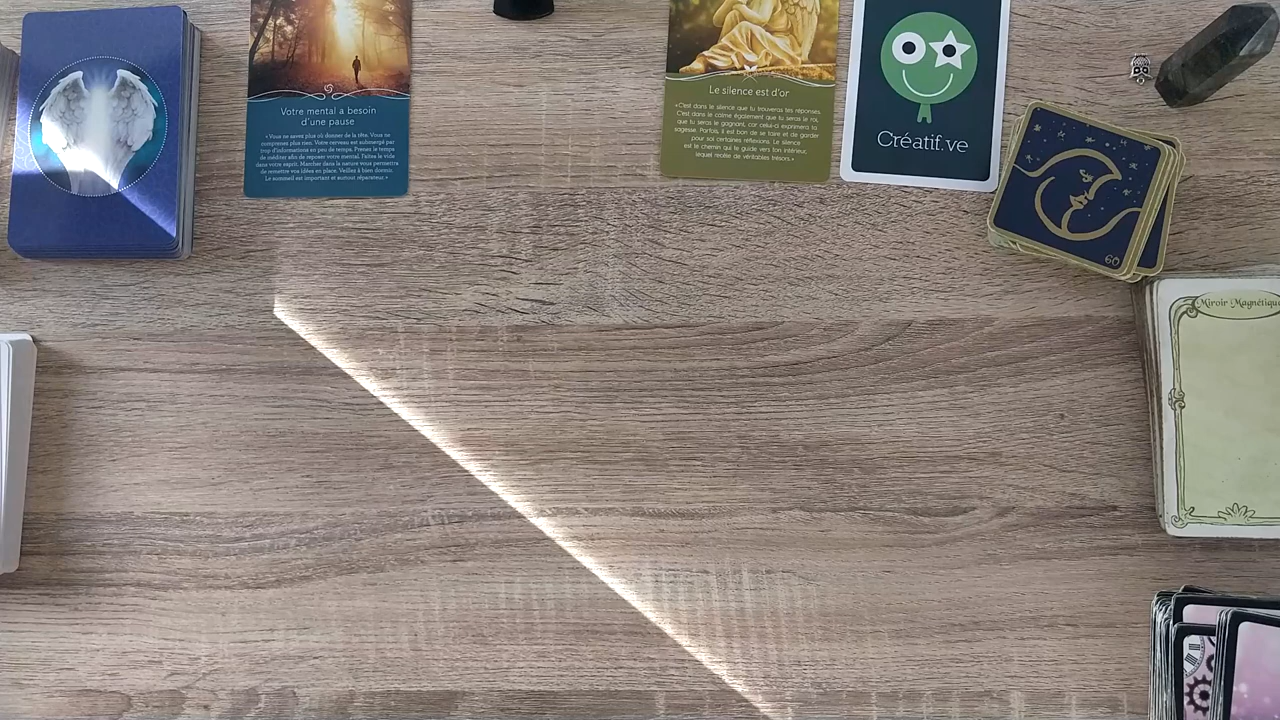 Votre mental a besoin
d'une pause
« Vous ne savez plus où donner de la tête. Vous ne
comprenez plus rien. Votre cerveau est submergé par
trop d'informations en peu de temps. Prenez le temps
de méditer afin de reposer votre mental. Faites le vide
dans votre esprit. Marcher dans la nature vous permettra
de remettre vos idées en place. Veillez à bien dormir.
Le sommeil est important et surtout réparateur. »
Le silence est d'or
« C'est dans le silence que tu trouveras tes réponses.
C'est dans le calme également que tu seras le roi,
que tu seras le gagnant, car celui-ci exprimera ta
sagesse. Parfois, il est bon de se taire et de garder
pour soi certaines réflexions. Le silence
est le chemin qui te guide vers ton intérieur,
lequel recèle de véritables trésors. »
Créatif.ve
60
Miroir Magnétique